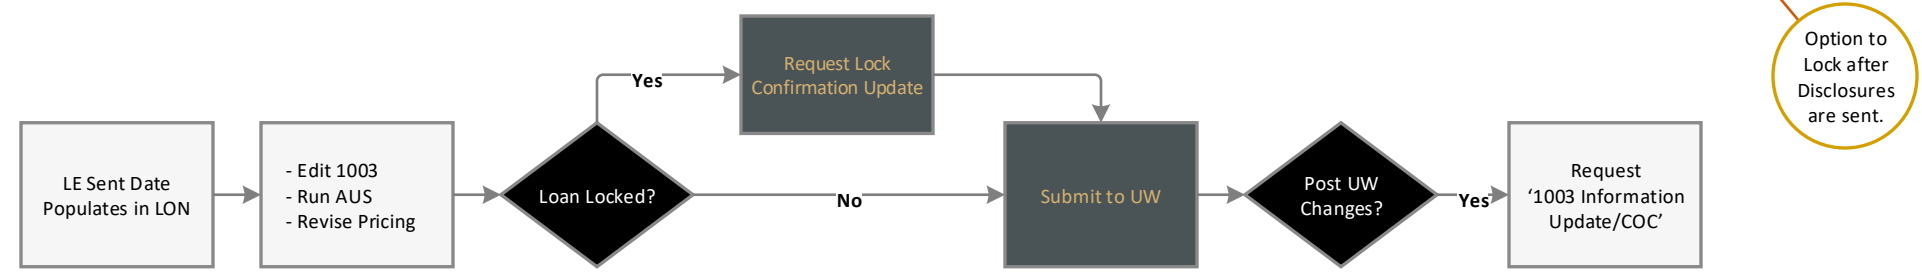 LE Sent Date
Populates in LON
- Edit 1003
- Run AUS
- Revise Pricing
Loan Locked?
Yes
Request Lock
Confirmation Update
No
Submit to UW
Post UW
Changes?
Yes
Request
‘1003 Information
Update/COC’
Option to
Lock after
Disclosures
are sent.